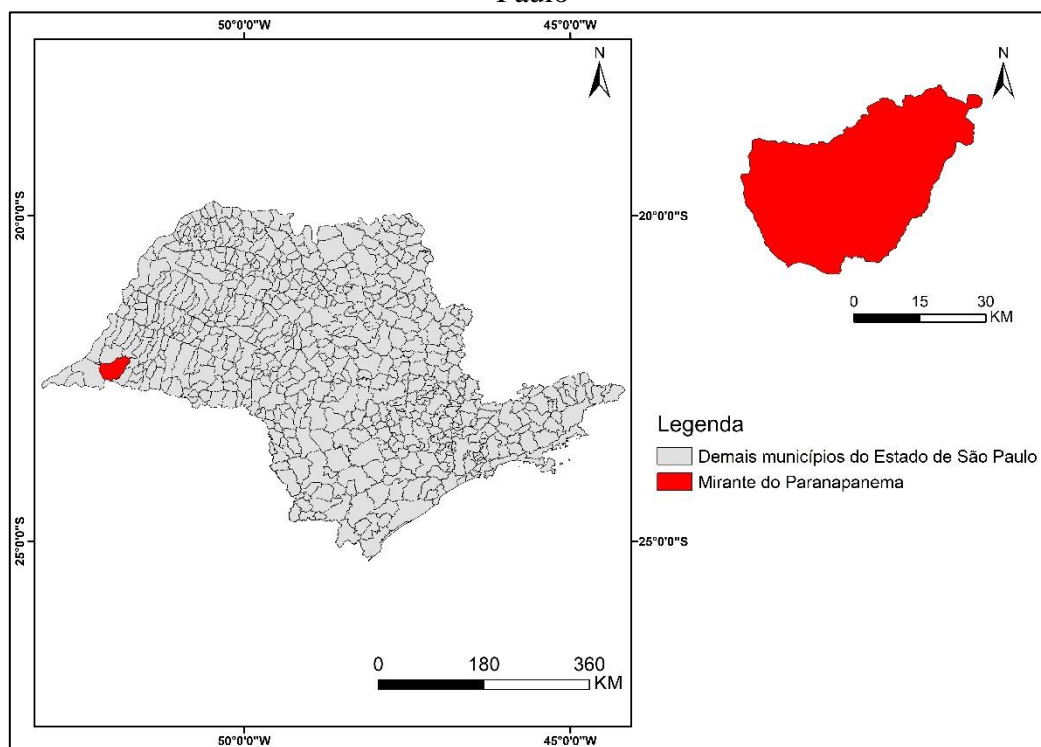 Paulo
50°0'0"W
45°0'0"W
N
N
20°0'0"S
20°0'0"S
0 15 30
KM
Legenda
Demais municípios do Estado de São Paulo
Mirante do Paranapanema
25°0'0"S
25°0'0"S
0 180 360
KM
50°0'0"W
45°0'0"W